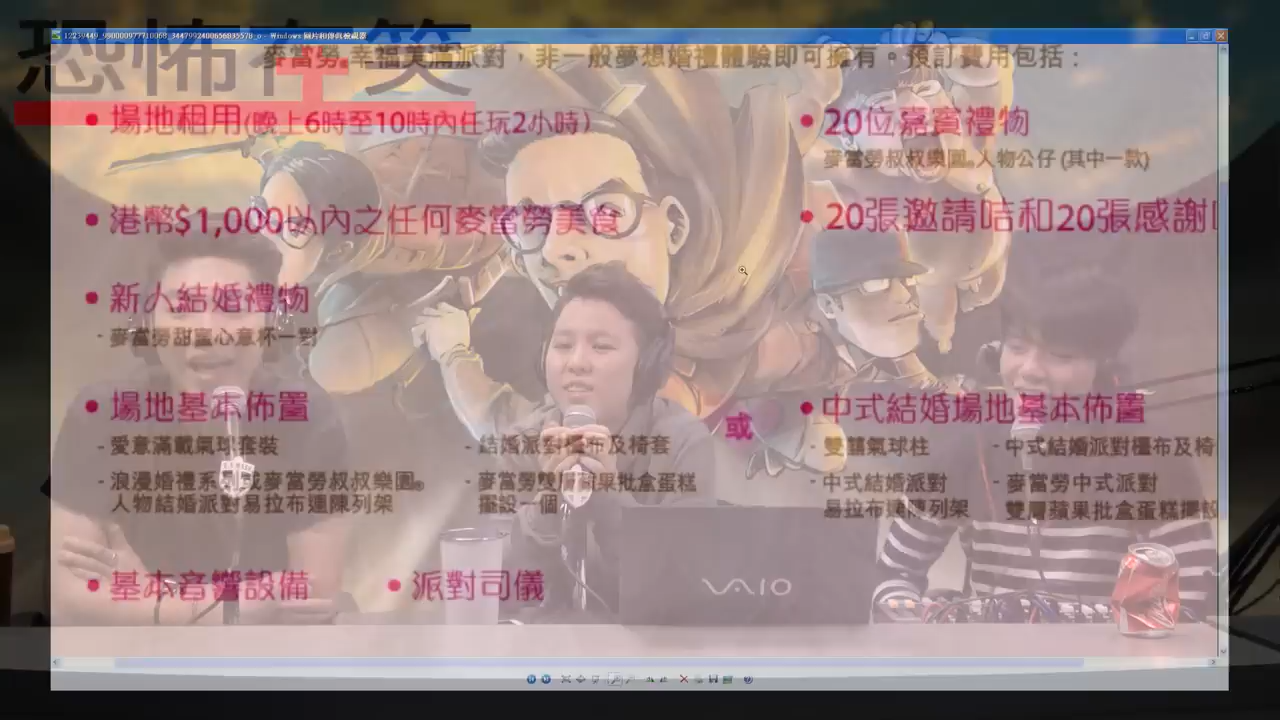 12239449_980000977710068_3447992400656035570_o - Windows 圖片和傳真檢視器
恐怖在笑
麥當勞®幸福美滿派對，非一般夢想婚禮體驗即可擁有。預訂費用包括：
• 場地租用(晚上6時至10時內任玩2小時)
• 港幣$1,000以內之任何麥當勞美食
• 新人結婚禮物
- 麥當勞甜蜜心意杯一對
• 場地基本佈置
- 愛意滿載氣球套裝
- 浪漫婚禮系列或麥當勞叔叔樂園®
人物結婚派對易拉布連陳列架
- 結婚派對檯布及椅套
- 麥當勞雙層蘋果批盒蛋糕
擺設一個
• 基本音響設備
• 派對司儀
• 20位嘉賓禮物
麥當勞叔叔樂園®人物公仔 (其中一款)
• 20張邀請咭和20張感謝
或
• 中式結婚場地基本佈置
- 雙囍氣球柱
- 中式結婚派對
易拉布連陳列架
- 中式結婚派對檯布及椅
- 麥當勞中式派對
雙層蘋果批盒蛋糕擺設
VAIO